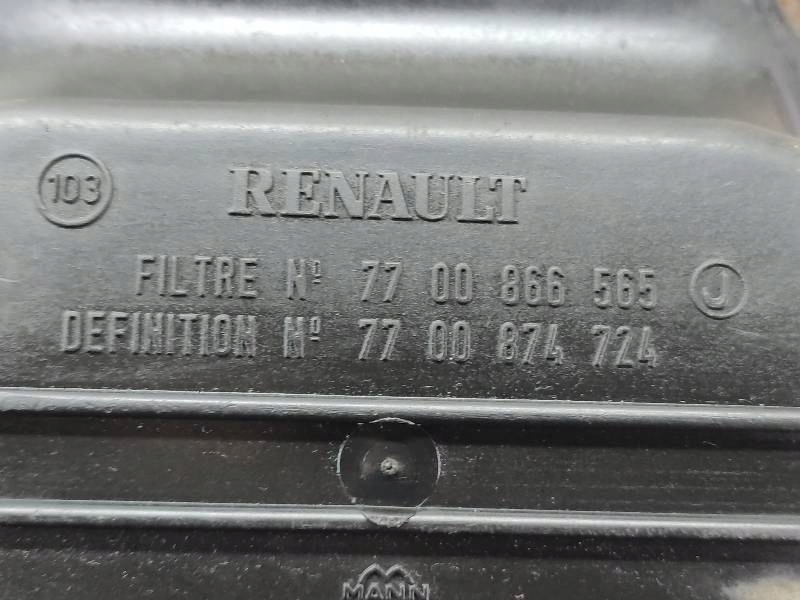 103
RENAULT
FILTRE Nº 77 00 866 565 J
DEFINITION Nº 77 00 874 724
MANN